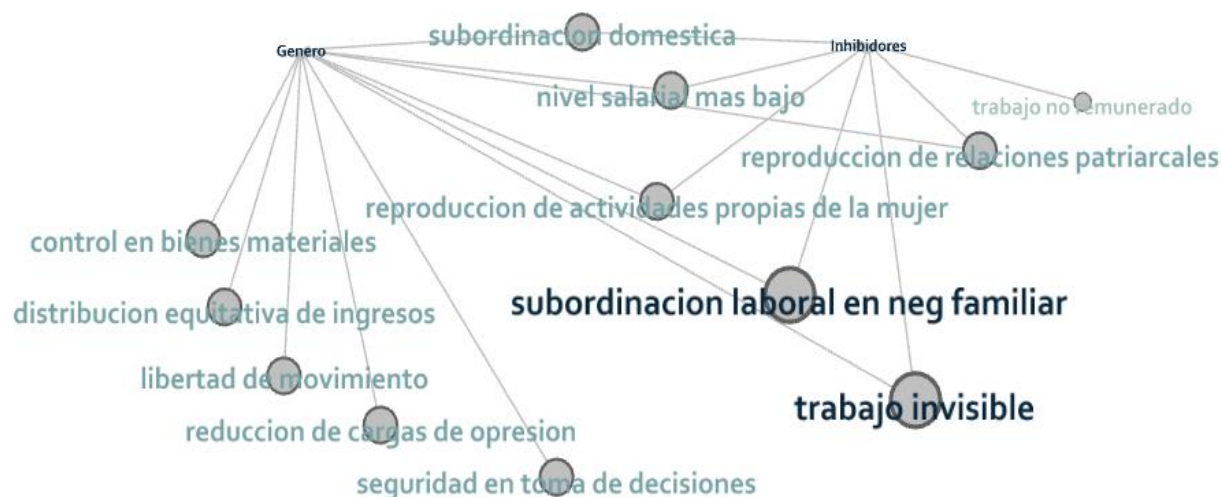 subordinacion domestica
Genero
Inhibidores
nivel salarial mas bajo
trabajo no remunerado
reproduccion de relaciones patriarcales
reproduccion de actividades propias de la mujer
control en bienes materiales
subordinacion laboral en neg familiar
distribucion equitativa de ingresos
libertad de movimiento
trabajo invisible
reduccion de cargas de opresion
seguridad en toma de decisiones